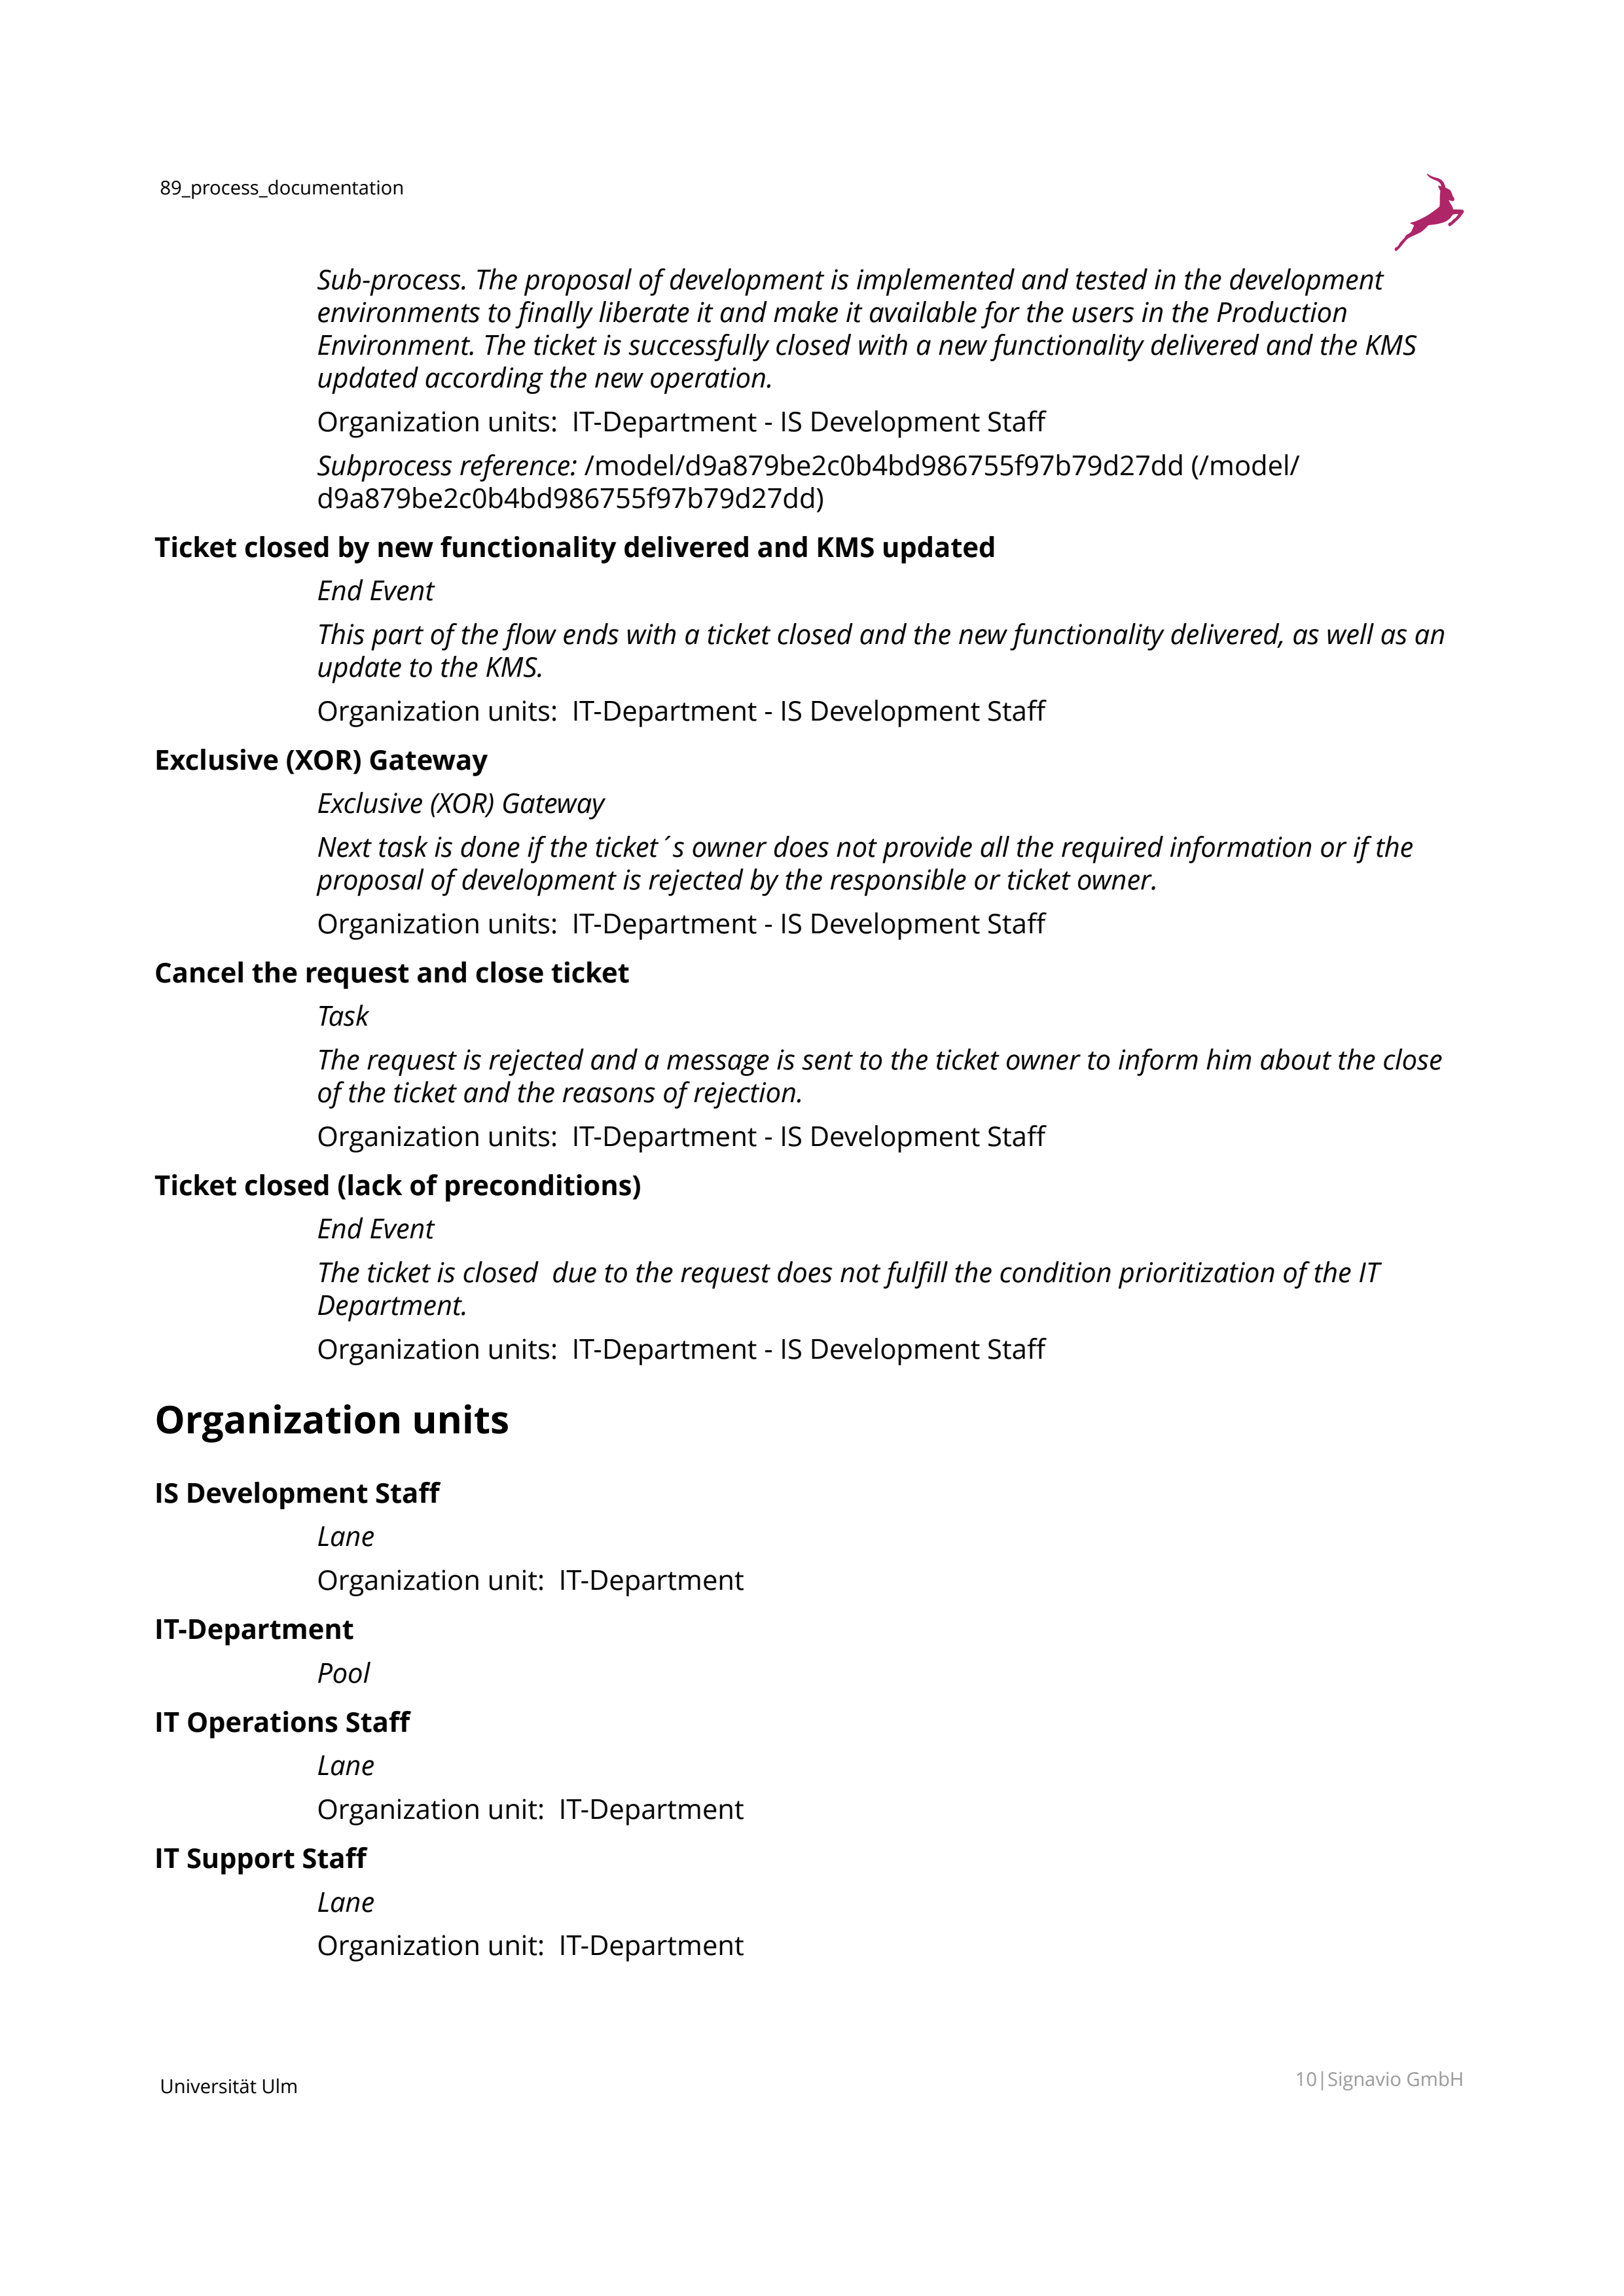 89_process_documentation
Sub-process. The proposal of development is implemented and tested in the development
environments to finally liberate it and make it available for the users in the Production
Environment. The ticket is successfully closed with a new functionality delivered and the KMS
updated according the new operation.
Organization units:  IT-Department - IS Development Staff
Subprocess reference: /model/d9a879be2c0b4bd986755f97b79d27dd (/model/
d9a879be2c0b4bd986755f97b79d27dd)
Ticket closed by new functionality delivered and KMS updated
End Event
This part of the flow ends with a ticket closed and the new functionality delivered, as well as an
update to the KMS.
Organization units:  IT-Department - IS Development Staff
Exclusive (XOR) Gateway
Exclusive (XOR) Gateway
Next task is done if the ticket´s owner does not provide all the required information or if the
proposal of development is rejected by the responsible or ticket owner.
Organization units:  IT-Department - IS Development Staff
Cancel the request and close ticket
Task
The request is rejected and a message is sent to the ticket owner to inform him about the close
of the ticket and the reasons of rejection.
Organization units:  IT-Department - IS Development Staff
Ticket closed (lack of preconditions)
End Event
The ticket is closed  due to the request does not fulfill the condition prioritization of the IT
Department.
Organization units:  IT-Department - IS Development Staff
Organization units
IS Development Staff
Lane
Organization unit:  IT-Department
IT-Department
Pool
IT Operations Staff
Lane
Organization unit:  IT-Department
IT Support Staff
Lane
Organization unit:  IT-Department
Universität Ulm
10|Signavio GmbH